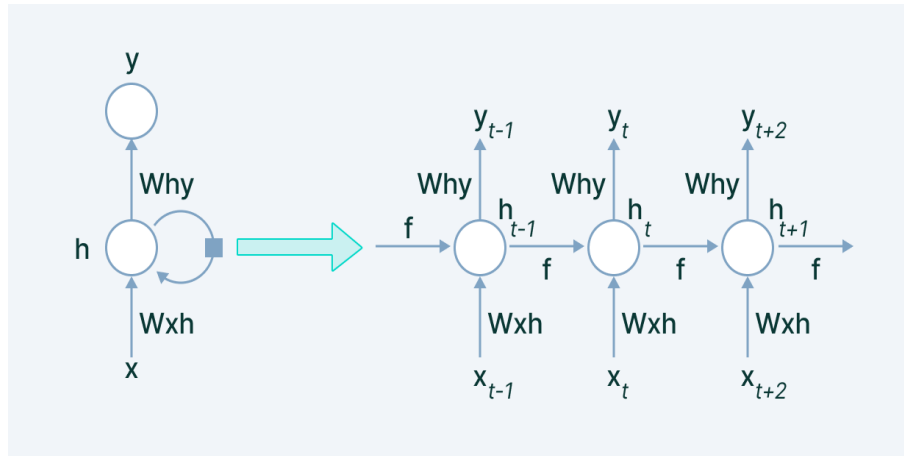 y
Why
h
Wxh
x
y t-1
y t
y t+2
Why
Why
Why
h t-1
h t
h t+1
f
f
f
f
Wxh
Wxh
Wxh
x t-1
x t
x t+2